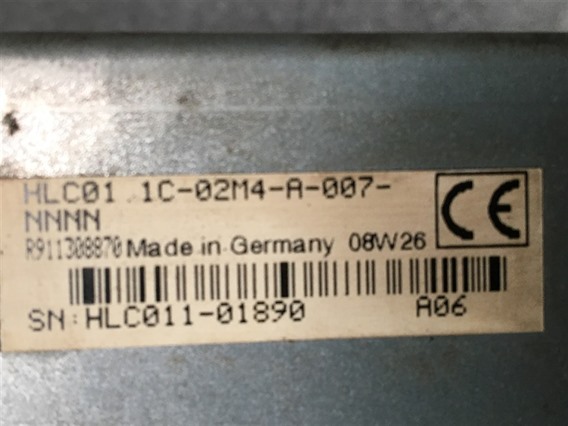 HLC01 1C-02M4-A-007-
NNNN
R911308870 Made in Germany 08W26
CE
SN:HLC011-01890 A06